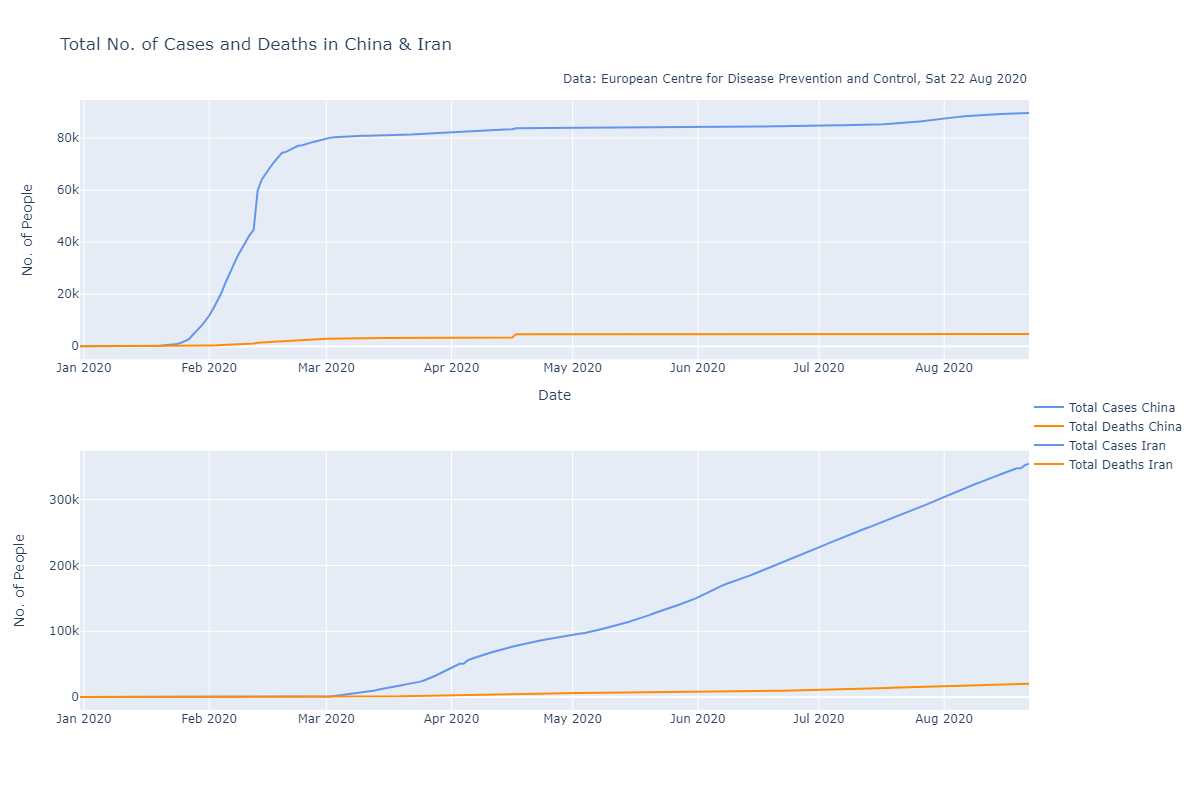 Total No. of Cases and Deaths in China & Iran
Data: European Centre for Disease Prevention and Control, Sat 22 Aug 2020
No. of People
80k
60k
40k
20k
0
Jan 2020 Feb 2020 Mar 2020 Apr 2020 May 2020 Jun 2020 Jul 2020 Aug 2020
Date
Total Cases China
Total Deaths China
Total Cases Iran
Total Deaths Iran
No. of People
300k
200k
100k
0
Jan 2020 Feb 2020 Mar 2020 Apr 2020 May 2020 Jun 2020 Jul 2020 Aug 2020